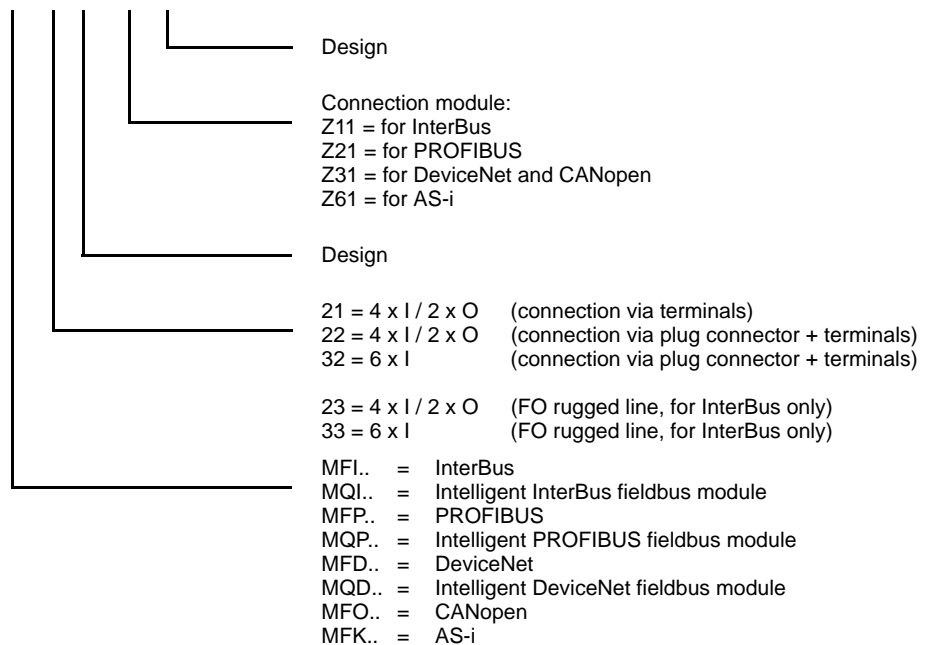 Design
Connection module:
Z11 = for InterBus
Z21 = for PROFIBUS
Z31 = for DeviceNet and CANopen
Z61 = for AS-i
Design
21 = 4 x I / 2 x O (connection via terminals)
22 = 4 x I / 2 x O (connection via plug connector + terminals)
32 = 6 x I (connection via plug connector + terminals)
23 = 4 x I / 2 x O (FO rugged line, for InterBus only)
33 = 6 x I (FO rugged line, for InterBus only)
MFI.. = InterBus
MQI.. = Intelligent InterBus fieldbus module
MFP.. = PROFIBUS
MQP.. = Intelligent PROFIBUS fieldbus module
MFD.. = DeviceNet
MQD.. = Intelligent DeviceNet fieldbus module
MFO.. = CANopen
MFK.. = AS-i